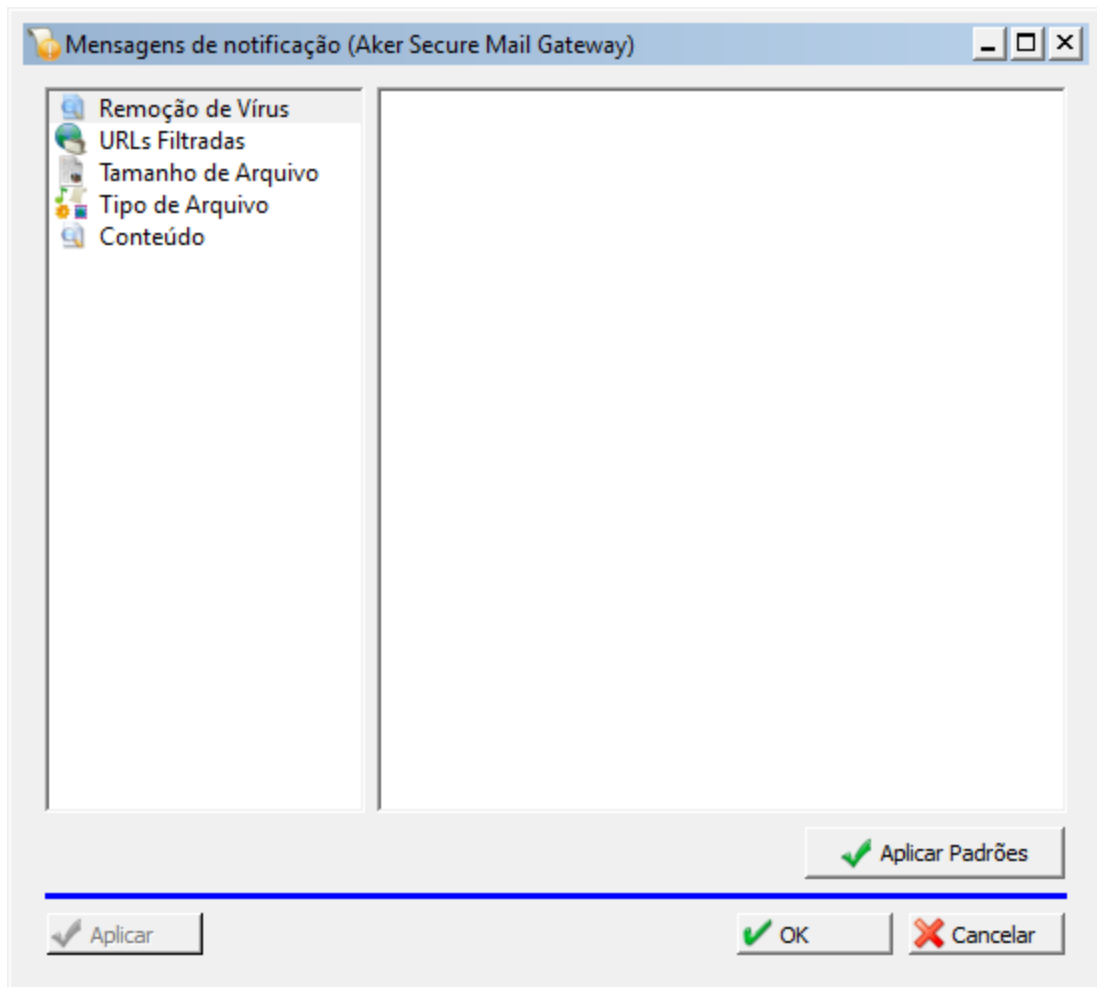 Mensagens de notificação (Aker Secure Mail Gateway)
Remoção de Vírus
URLs Filtradas
Tamanho de Arquivo
Tipo de Arquivo
Conteúdo
Aplicar Padrões
Aplicar
OK
Cancelar